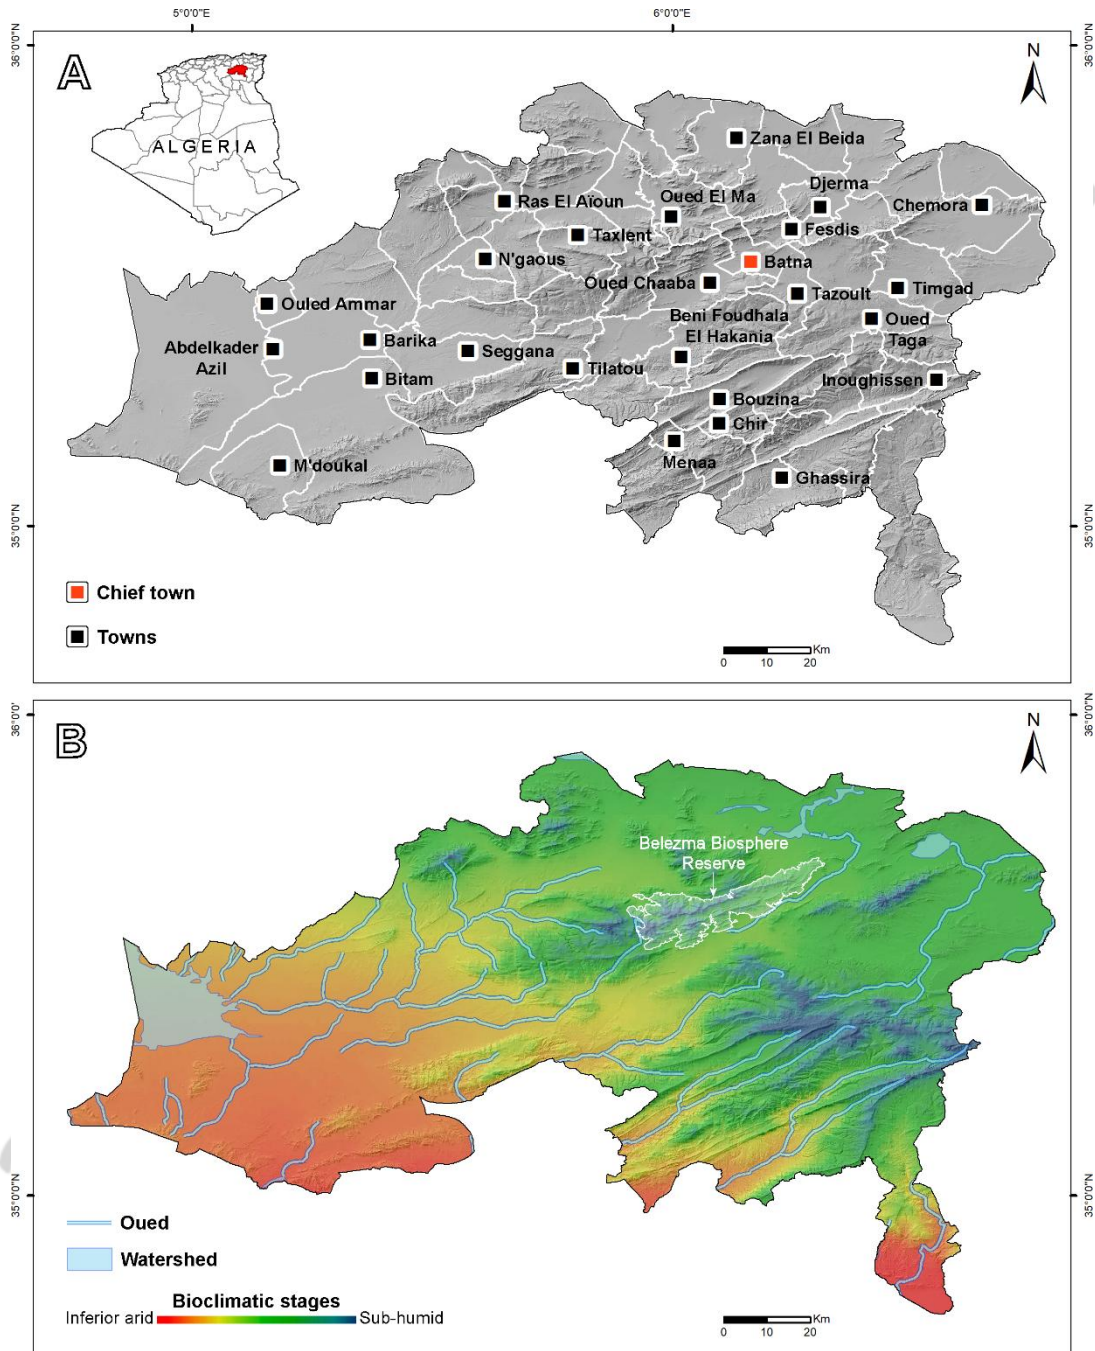 5°0'0"E
6°0'0"E
36°0'0"N
36°0'0"N
A
N
ALGERIA
Zana El Beida
Djerma
Oued El Ma
Ras El Aïoun
Chemora
Fesdis
Taxlent
N'gaous
Batna
Oued Chaaba
Timgad
Tazoult
Ouled Ammar
Beni Foudhala
El Hakania
Oued
Taga
Barika
Abdelkader
Azil
Seggana
Tilatou
Bitam
Inoughissen
Bouzina
Chir
Menaa
M'doukal
Ghassira
35°0'0"N
35°0'0"N
Chief town
Towns
Km
0 10 20
36°0'0'
36°0'0"N
B
N
Belezma Biosphere
Reserve
35°0'0"N
35°0'0"N
Oued
Watershed
Bioclimatic stages
Inferior arid
Sub-humid
Km
0 10 20